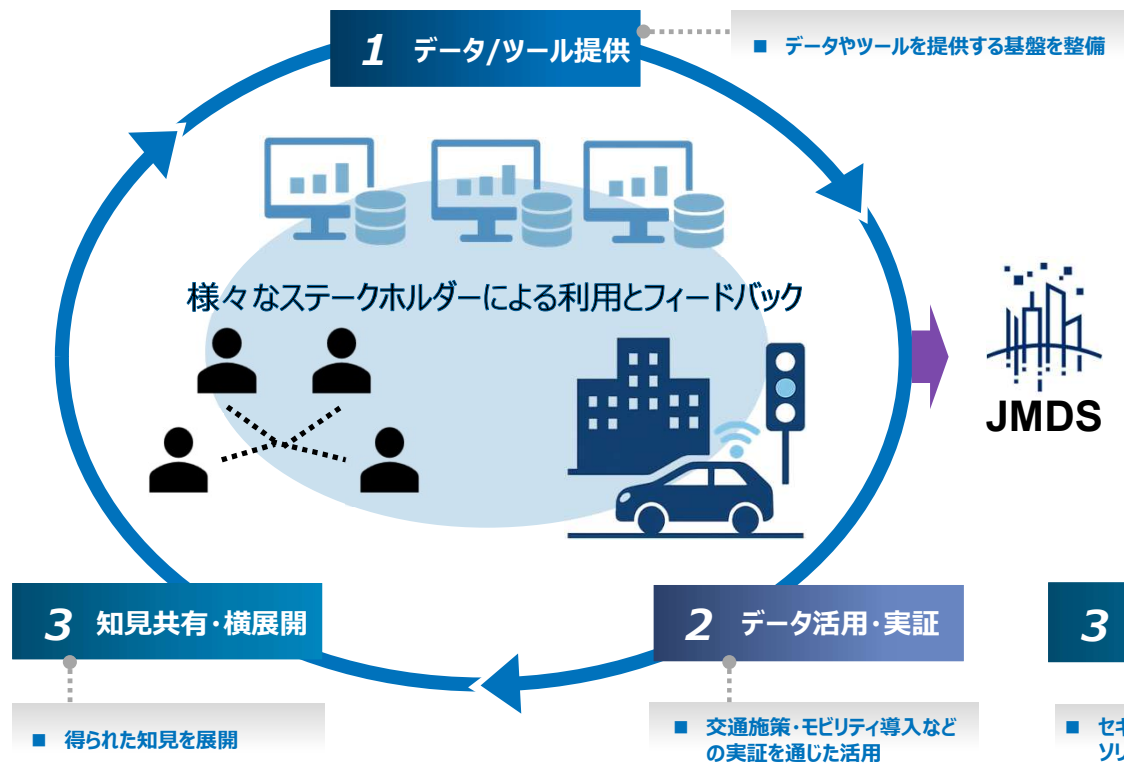 1 データ/ツール提供
■ データやツールを提供する基盤を整備
様々なステークホルダーによる利用とフィードバック
JMDS
3 知見共有・横展開
2 データ活用・実証
3
■ 得られた知見を展開
■ 交通施策・モビリティ導入など
の実証を通じた活用
■ セキ
ソリ